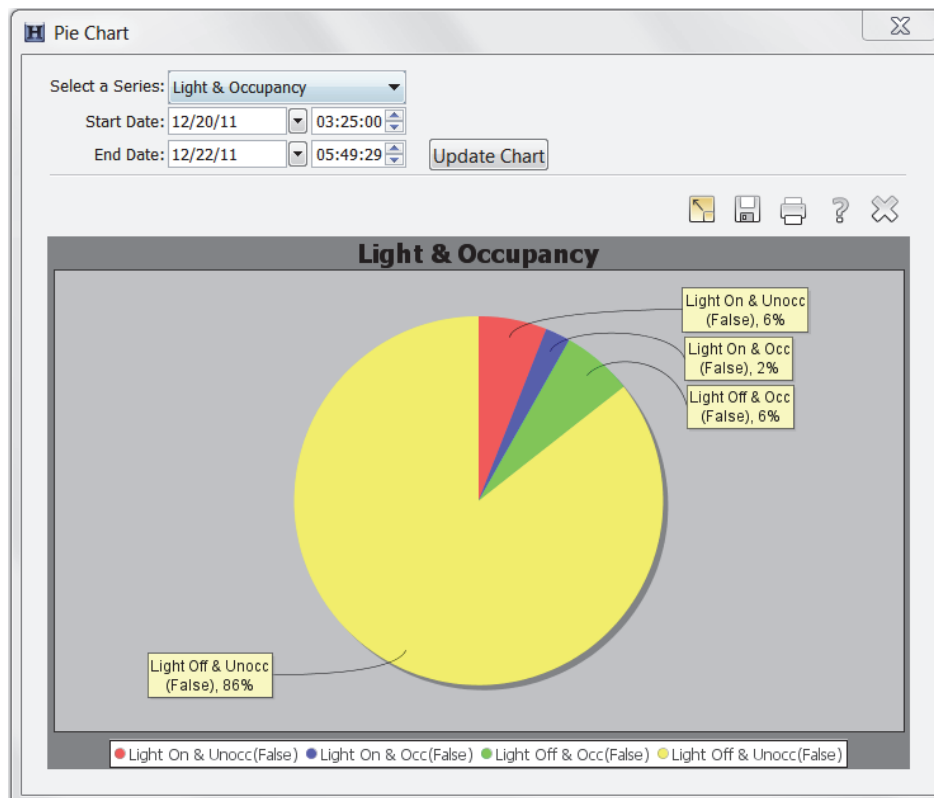 H Pie Chart
Select a Series: Light & Occupancy
Start Date: 12/20/11 03:25:00
End Date: 12/22/11 05:49:29 Update Chart
Light & Occupancy
Light On & Unocc
(False), 6%
Light On & Occ
(False), 2%
Light Off & Occ
(False), 6%
Light Off & Unocc
(False), 86%
Light On & Unocc(False) Light On & Occ(False) Light Off & Occ(False) Light Off & Unocc(False)